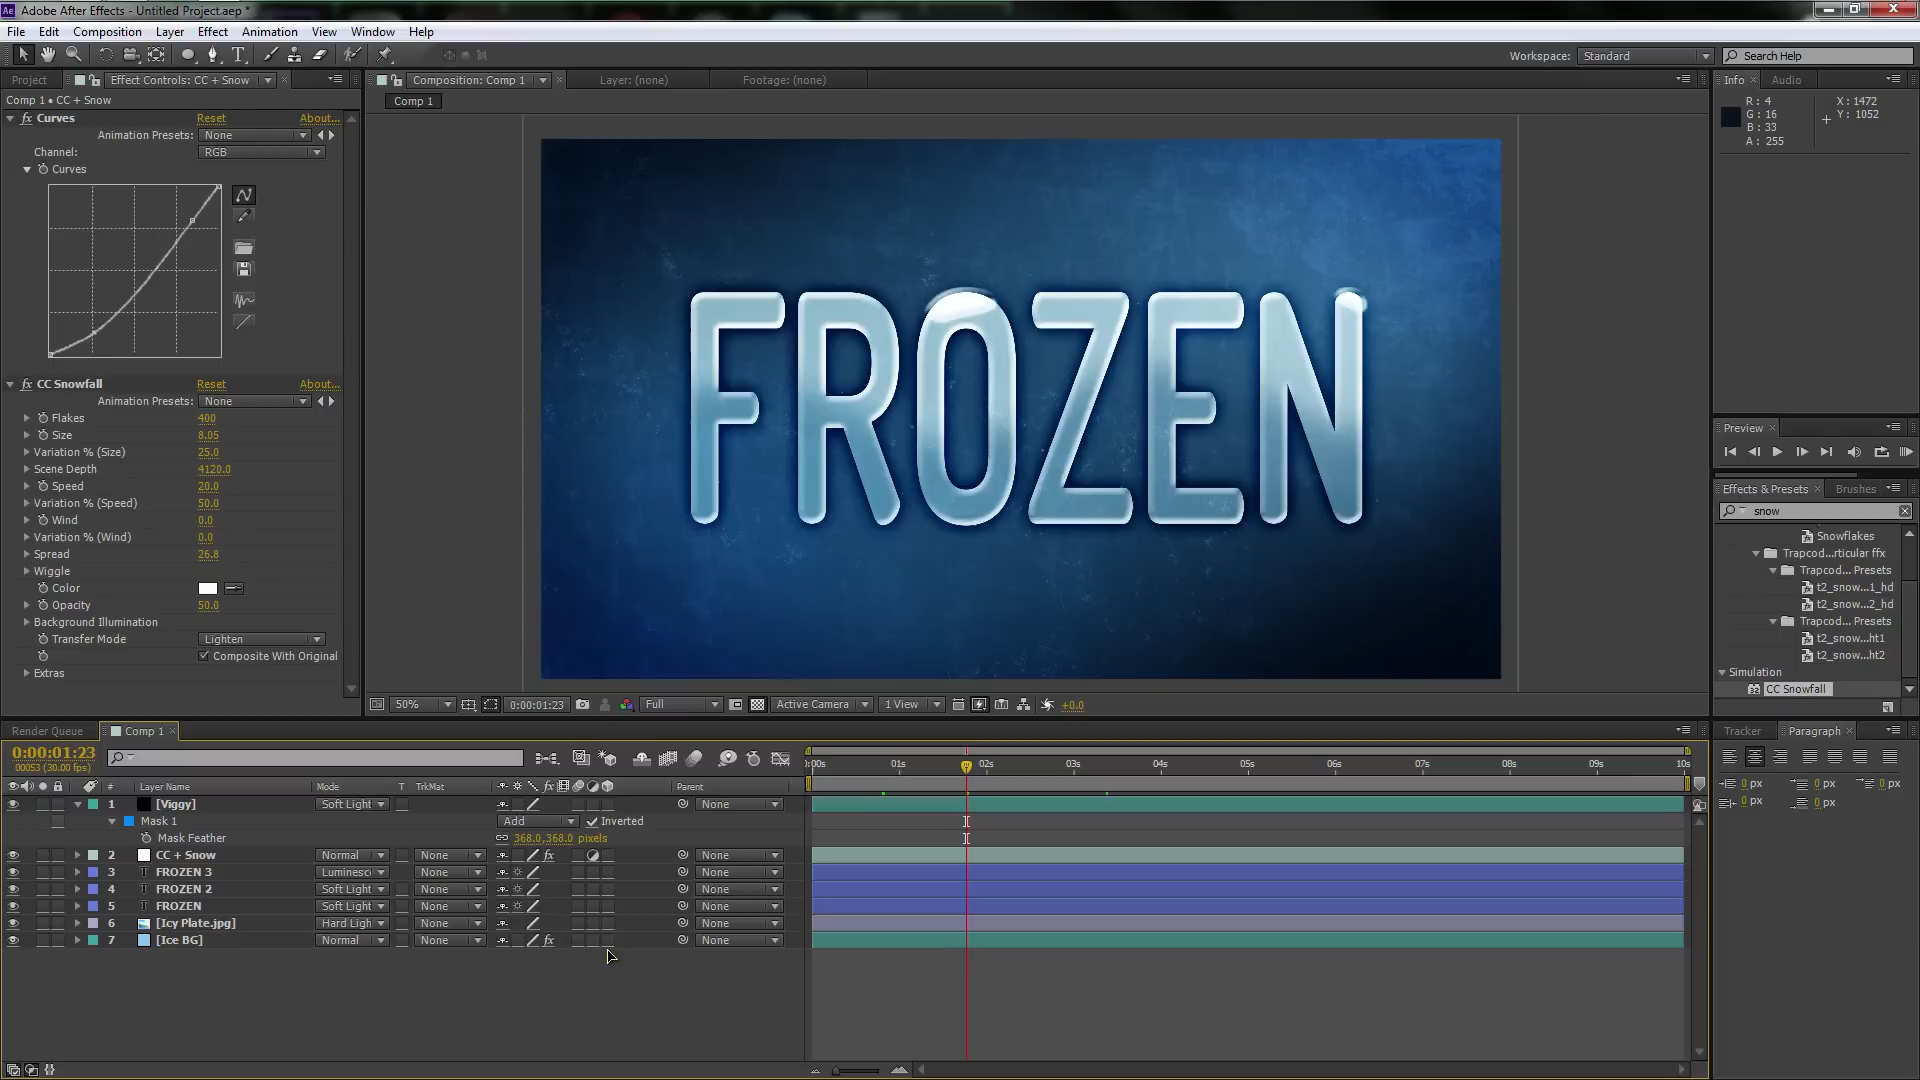 Adobe After Effects - Untitled Project.aep *
File Edit Composition Layer Effect Animation View Window Help
Workspace: Standard Search Help
Project Effect Controls: CC + Snow
Composition: Comp 1 Layer: (none) Footage: (none)
Info Audio
Comp 1 • CC + Snow
Comp 1
R: 4 X: 1472
G: 16 Y: 1052
B: 33
A: 255
Curves Reset About...
Animation Presets: None
Channel: RGB
Curves
CC Snowfall Reset About...
Animation Presets: None
Flakes 400
Size 8.05
Variation % (Size) 25.0
Scene Depth 4120.0
Speed 20.0
Variation % (Speed) 50.0
Wind 0.0
Variation % (Wind) 0.0
Spread 26.8
Wiggle
Color
Opacity 50.0
Background Illumination
Transfer Mode Lighten
Composite With Original
Extras
FROZEN
50% 0:00:01:23 Full Active Camera 1 View +0.0
Preview
Effects & Presets Brushes
snow
Snowflakes
Trapcod...rticular ffx
Trapcod... Presets
t2_snow...1_hd
t2_snow...2_hd
Trapcod... Presets
t2_snow...ht1
t2_snow...ht2
Simulation
CC Snowfall
Render Queue Comp 1
Tracker Paragraph
0:00:01:23
00053 (30.00 fps)
:00s 01s 02s 03s 04s 05s 06s 07s 08s 09s 10s
# Layer Name Mode T TrkMat Parent
1 [Viggy] Soft Light None
Mask 1 Add Inverted
Mask Feather 368.0,368.0 pixels
2 CC + Snow Normal None None
3 FROZEN 3 Luminesc None None
4 FROZEN 2 Soft Light None None
5 FROZEN Soft Light None None
6 [Icy Plate.jpg] Hard Ligh None None
7 [Ice BG] Normal None None
0 px 0 px 0 px
0 px 0 px